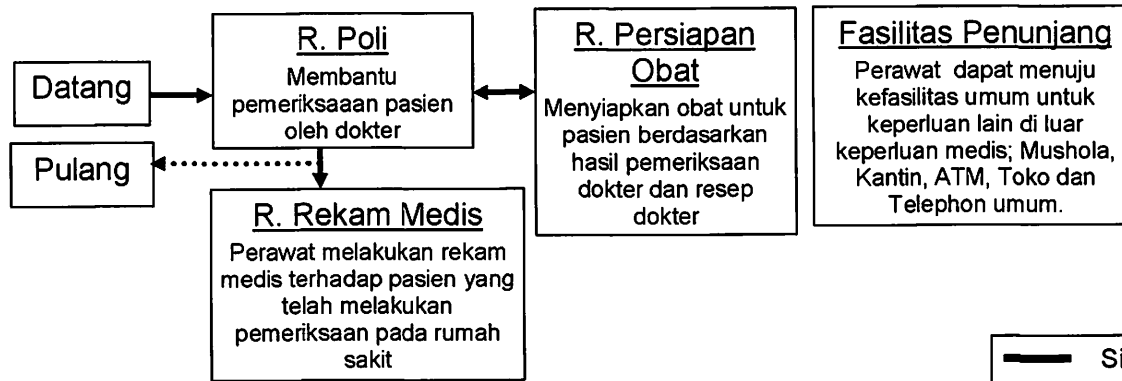 Datang
Pulang
R. Poli
Membantu
pemeriksaaan pasien
oleh dokter
R. Rekam Medis
Perawat melakukan rekam
medis terhadap pasien yang
telah melakukan
pemeriksaan pada rumah
sakit
R. Persiapan
Obat
Menyiapkan obat untuk
pasien berdasarkan
hasil pemeriksaan
dokter dan resep
dokter
Fasilitas Penunjang
Perawat dapat menuju
kefasilitas umum untuk
keperluan lain di luar
keperluan medis; Mushola,
Kantin, ATM, Toko dan
Telephon umum.
Si